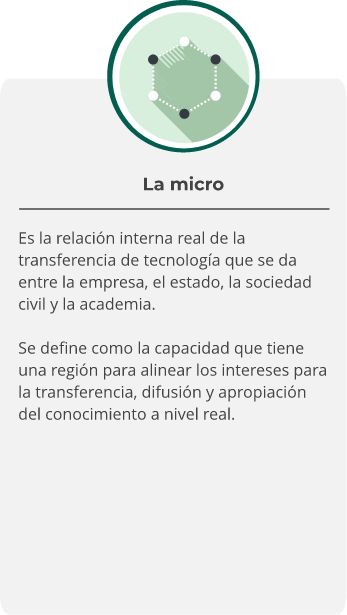 La micro
Es la relación interna real de la
transferencia de tecnología que se da
entre la empresa, el estado, la sociedad
civil y la academia.
Se define como la capacidad que tiene
una región para alinear los intereses para
la transferencia, difusión y apropiación
del conocimiento a nivel real.